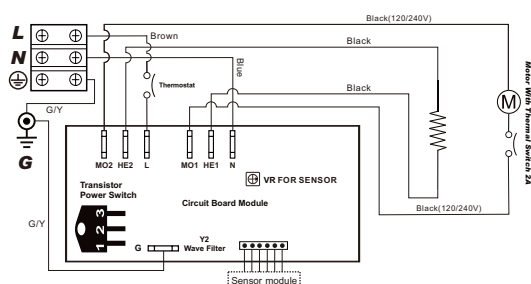 Black(120/240V)
L
Brown
Black
N
Blue
Thermostat
Black
Motor With Thermal Switch 2A
G/Y
M
G
MO2 HE2 L MO1 HE1 N
VR FOR SENSOR
Transistor
Power Switch
Circuit Board Module
1 2 3
Black(120/240V)
G/Y
Y2
G Wave Filter
Sensor module